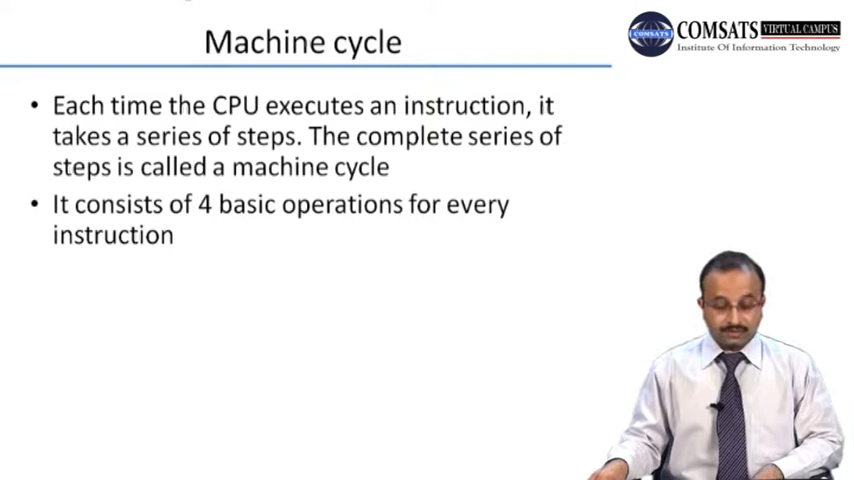 Machine cycle
COMSATS
COMSATS
VIRTUAL CAMPUS
Institute Of Information Technology
• Each time the CPU executes an instruction, it
takes a series of steps. The complete series of
steps is called a machine cycle
• It consists of 4 basic operations for every
instruction